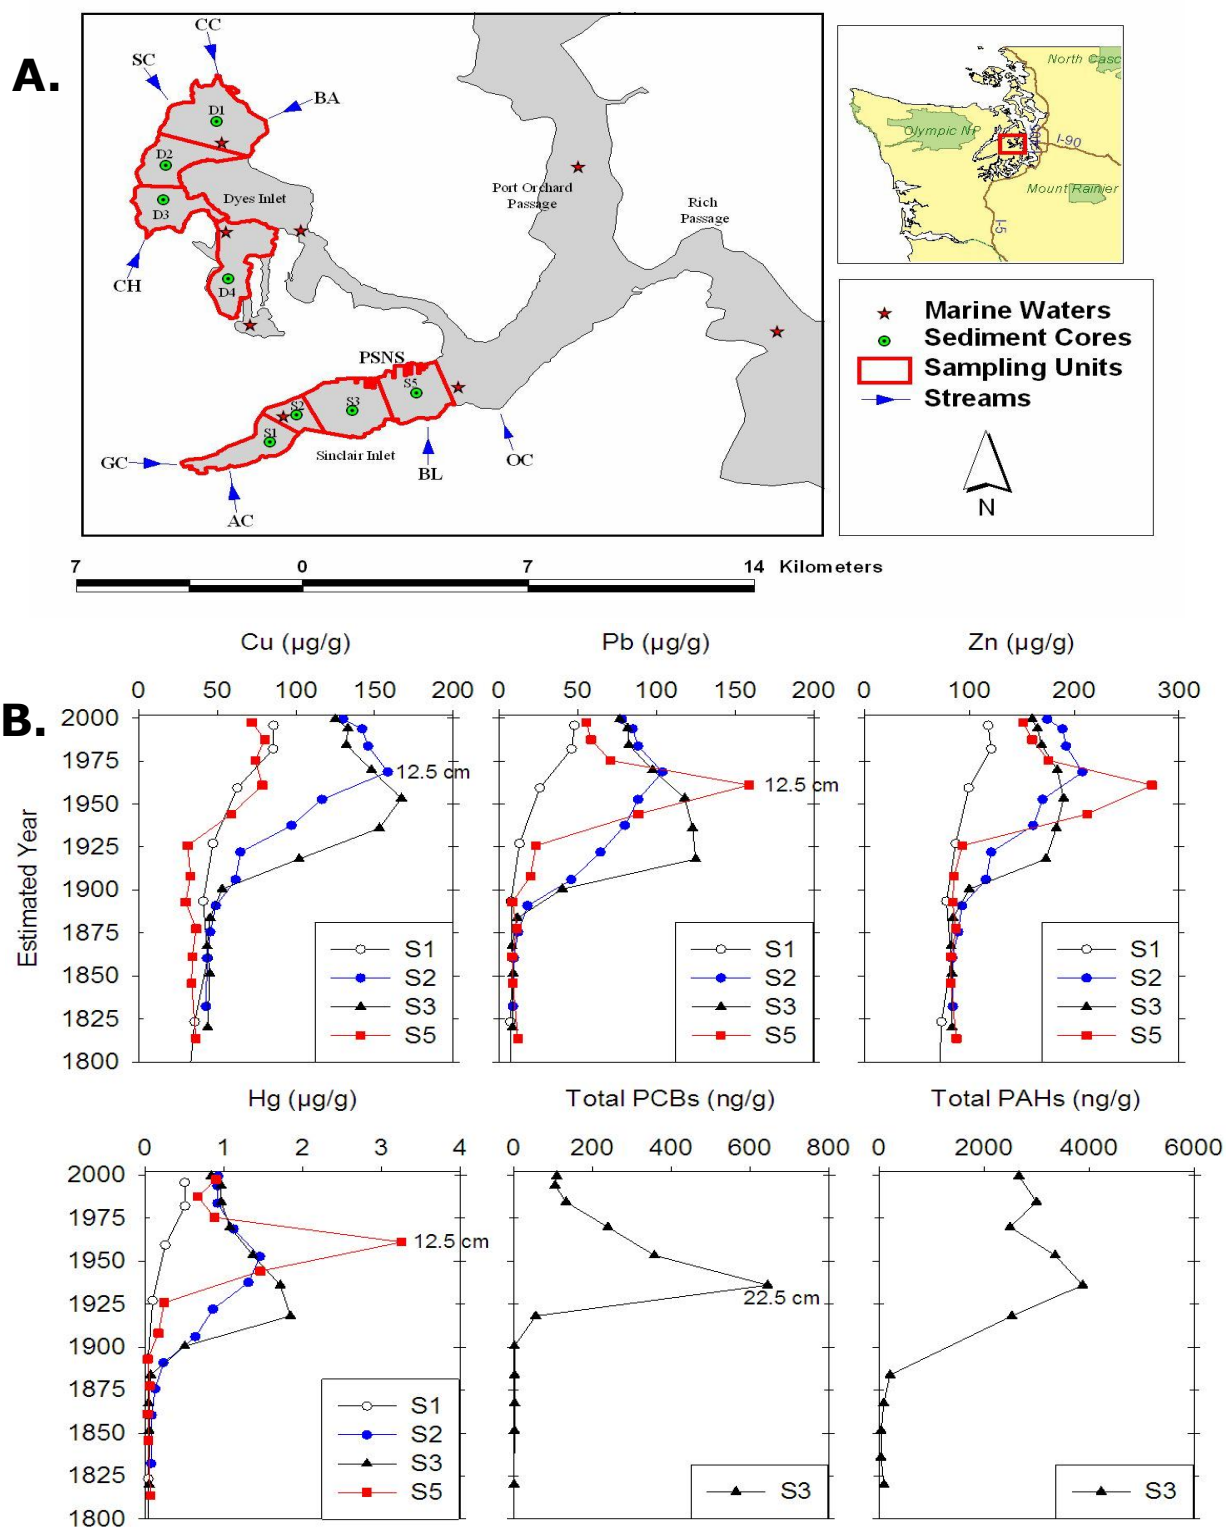 A.
CC
SC
BA
D1
D2
D3
Dyes Inlet
CH
D4
Port Orchard
Passage
Rich
Passage
PSNS
S5
S3
S2
S1
Sinclair Inlet
GC
AC
BL
OC
North Casc
Olympic NP
I-90
Mount Rainier
I-5
Marine Waters
Sediment Cores
Sampling Units
Streams
N
7 0 7 14 Kilometers
B.
Cu (µg/g)
0 50 100 150 200
Pb (µg/g)
0 50 100 150 200
Zn (µg/g)
0 100 200 300
Estimated Year
2000
1975
1950
1925
1900
1875
1850
1825
1800
12.5 cm
12.5 cm
S1
S2
S3
S5
S1
S2
S3
S5
S1
S2
S3
S5
Hg (µg/g)
0 1 2 3 4
Total PCBs (ng/g)
0 200 400 600 800
Total PAHs (ng/g)
0 2000 4000 6000
2000
1975
1950
1925
1900
1875
1850
1825
1800
12.5 cm
22.5 cm
S1
S2
S3
S5
S3
S3